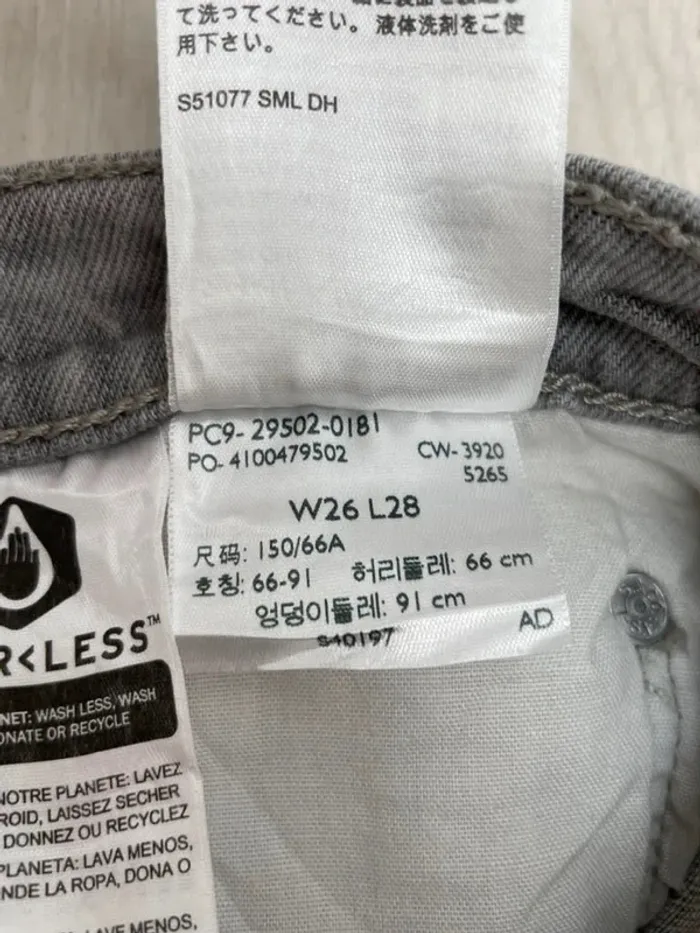 て洗ってください。液体洗剤をご使
用下さい。
S51077 SML DH
PC9-29502-0181
PO-4100479502
CW-3920
5265
W26 L28
尺码: 150/66A
호칭: 66-91 허리둘레: 66 cm
엉덩이둘레: 91 cm
AD
S40197
R<LESS™
NET: WASH LESS, WASH
ONATE OR RECYCLE
NOTRE PLANETE: LAVEZ
ROID, LAISSEZ SECHER
DONNEZ OU RECYCLEZ
PLANETA: LAVA MENOS,
NDE LA ROPA, DONA O
LAVE MENOS,